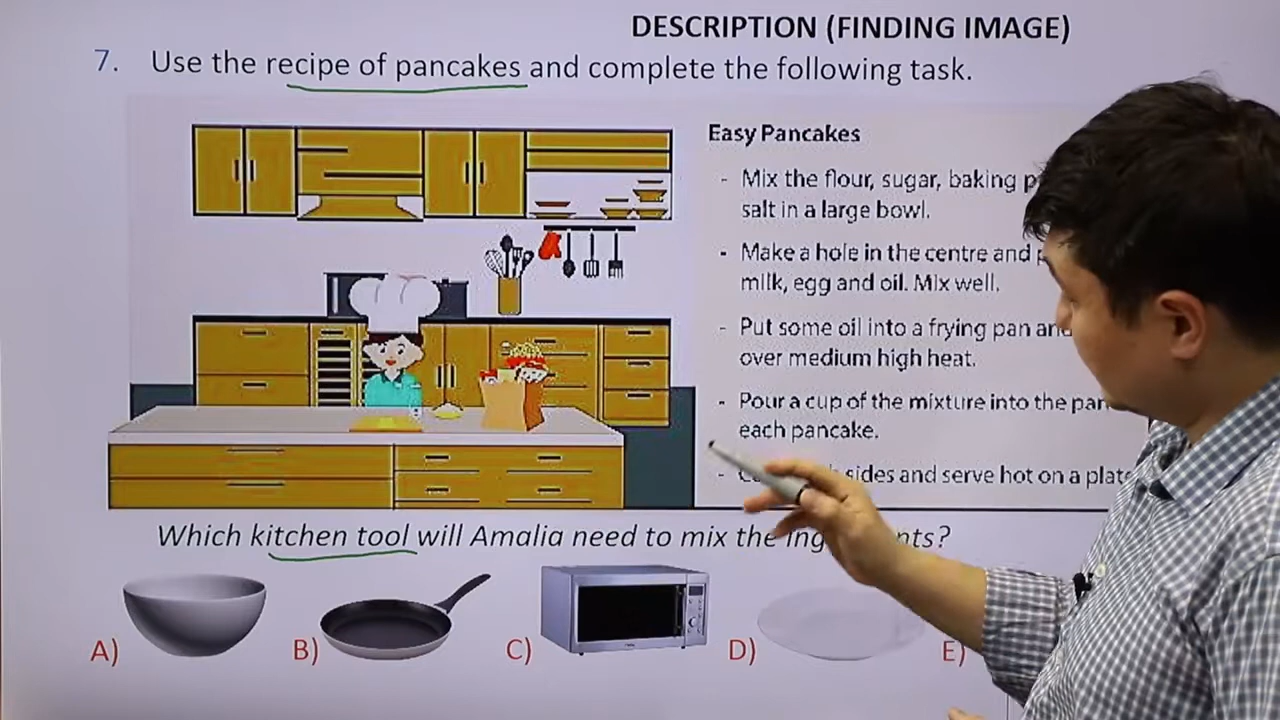 DESCRIPTION (FINDING IMAGE)
7. Use the recipe of pancakes and complete the following task.
Easy Pancakes
- Mix the flour, sugar, baking
salt in a large bowl.
- Make a hole in the centre and
milk, egg and oil. Mix well.
- Put some oil into a frying pan
over medium high heat.
- Pour a cup of the mixture into the
each pancake.
- sides and serve hot on a
Which kitchen tool will Amalia need to mix the
A)
B)
C)
D)
E)